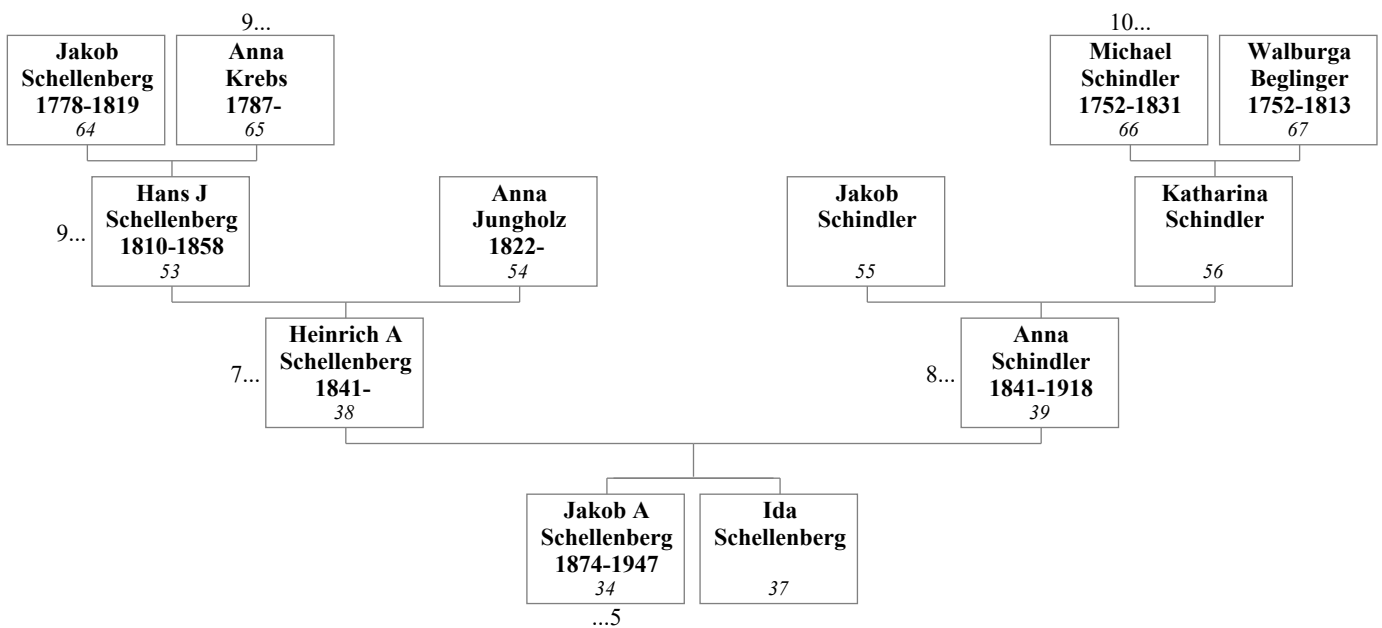 9...
10...
Jakob
Schellenberg
1778-1819
64
Anna
Krebs
1787-
65
Michael
Schindler
1752-1831
66
Walburga
Beglinger
1752-1813
67
9...
Hans J
Schellenberg
1810-1858
53
Anna
Jungholz
1822-
54
Jakob
Schindler
55
Katharina
Schindler
56
7...
Heinrich A
Schellenberg
1841-
38
8...
Anna
Schindler
1841-1918
39
Jakob A
Schellenberg
1874-1947
34
Ida
Schellenberg
37
...5